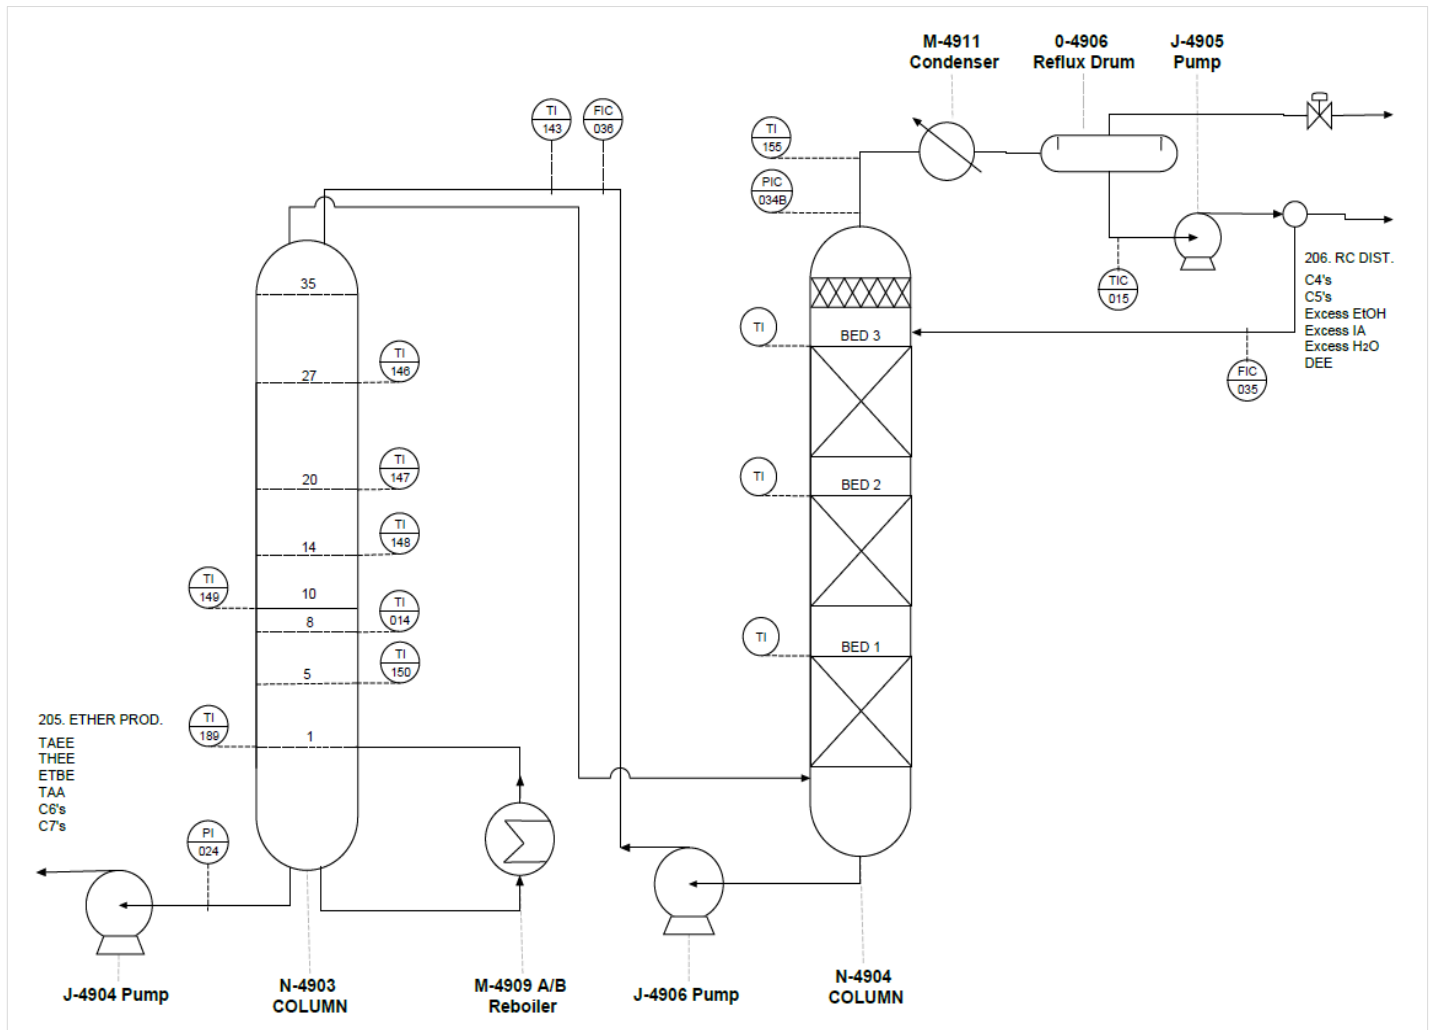 M-4911
Condenser
0-4906
Reflux Drum
J-4905
Pump
TI
143
FIC
036
TI
155
PIC
034B
TIC
015
206. RC DIST.
C4's
C5's
Excess EtOH
Excess IA
Excess H2O
DEE
FIC
035
35
27
TI
146
20
TI
147
14
TI
148
TI
149
10
8
TI
014
5
TI
150
TI
189
1
TI
BED 3
TI
BED 2
TI
BED 1
205. ETHER PROD.
TAEE
THEE
ETBE
TAA
C6's
C7's
PI
024
J-4904 Pump
N-4903
COLUMN
M-4909 A/B
Reboiler
J-4906 Pump
N-4904
COLUMN